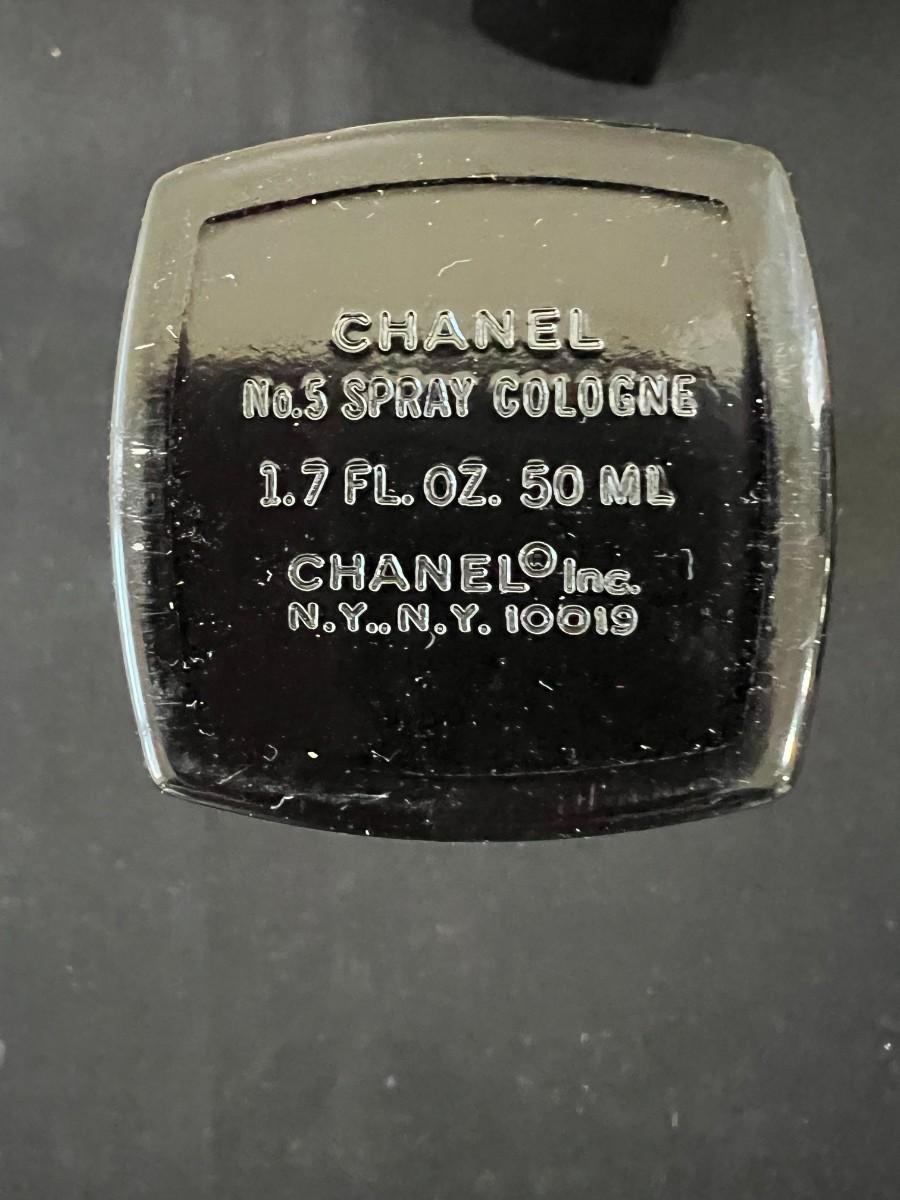 CHANEL
No.5 SPRAY COLOGNE
1.7 FL. OZ. 50 ML
CHANEL® Inc.
N.Y., N.Y. 10019